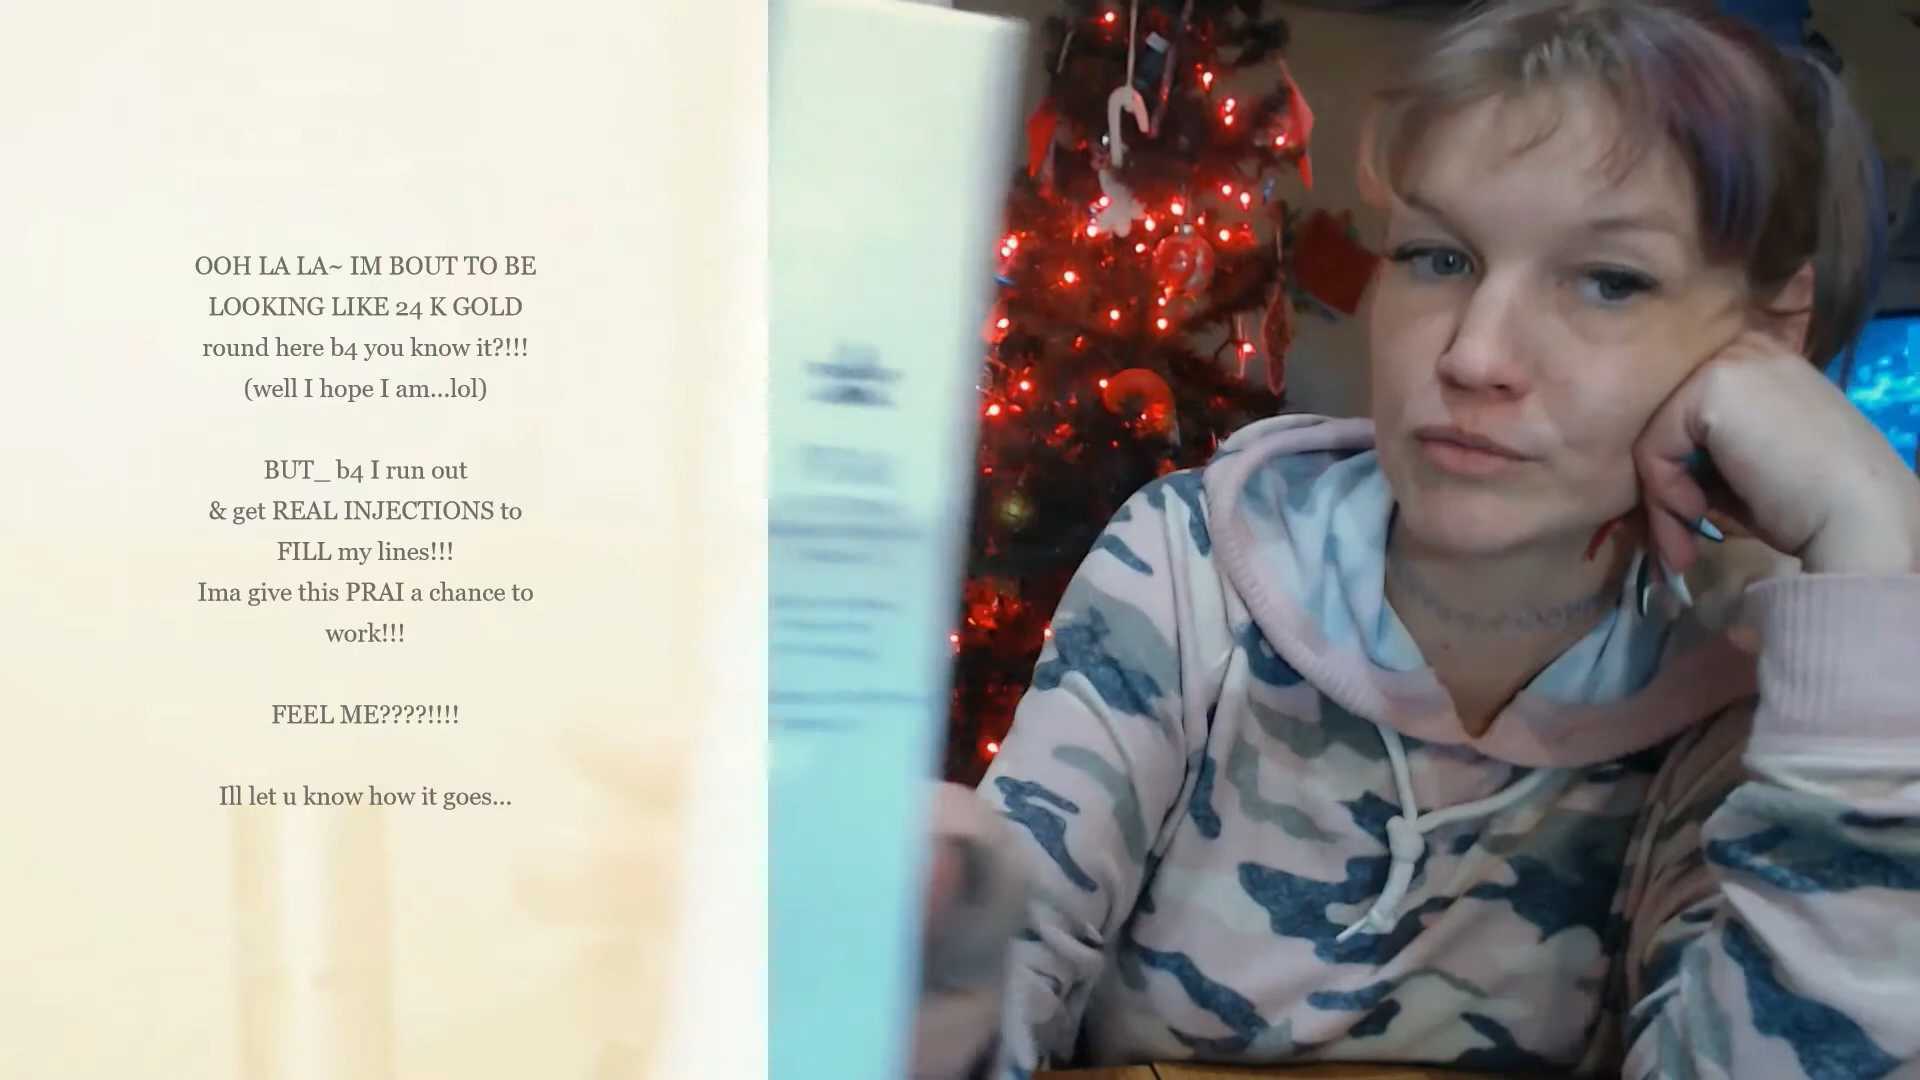 OOH LA LA~ IM BOUT TO BE
LOOKING LIKE 24 K GOLD
round here b4 you know it?!!!
(well I hope I am...lol)
BUT_ b4 I run out
& get REAL INJECTIONS to
FILL my lines!!!
Ima give this PRAI a chance to
work!!!
FEEL ME????!!!!
Ill let u know how it goes...